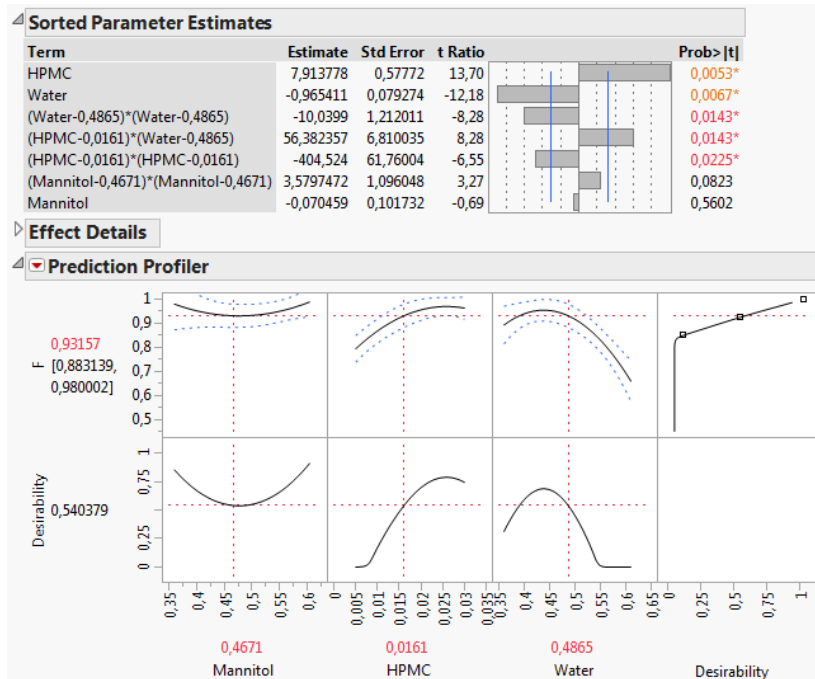 Sorted Parameter Estimates
Term Estimate Std Error t Ratio Prob>|t|
HPMC 7,913778 0,57772 13,70 0,0053*
Water -0,965411 0,079274 -12,18 0,0067*
(Water-0,4865)*(Water-0,4865) -10,0399 1,212011 -8,28 0,0143*
(HPMC-0,0161)*(Water-0,4865) 56,382357 6,810035 8,28 0,0143*
(HPMC-0,0161)*(HPMC-0,0161) -404,524 61,76004 -6,55 0,0225*
(Mannitol-0,4671)*(Mannitol-0,4671) 3,5797472 1,096048 3,27 0,0823
Mannitol -0,070459 0,101732 -0,69 0,5602
Effect Details
Prediction Profiler
1
0,9
0,8
0,7
0,6
0,5
F
0,93157
[0,883139,
0,980002]
1
0,75
0,5
0,25
0
Desirability
0,540379
0,35 0,4 0,45 0,5 0,55 0,6 0 0,005 0,01 0,015 0,02 0,025 0,03 0,035 0,35 0,4 0,45 0,5 0,55 0,6 0,65 0 0,25 0,5 0,75 1
0,4671 0,0161 0,4865
Mannitol HPMC Water Desirability